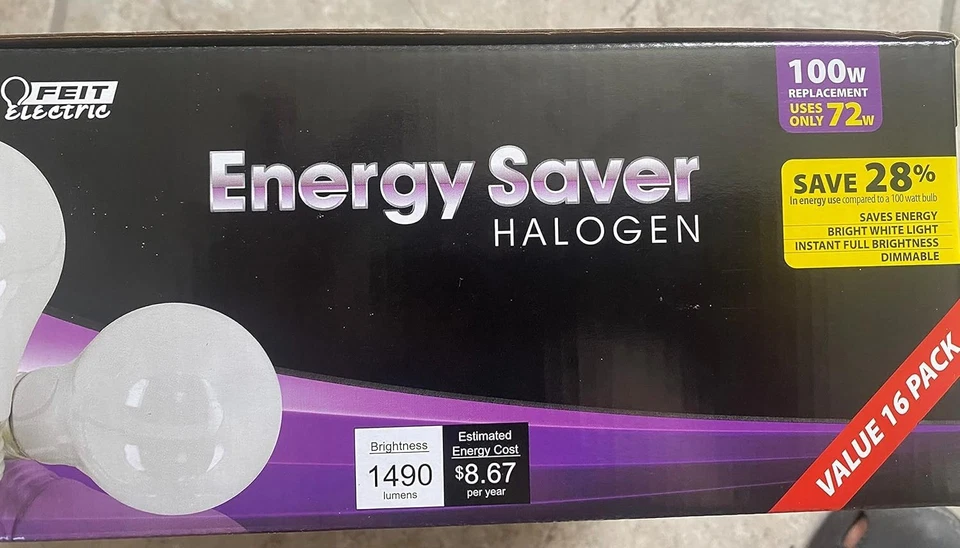 FEIT
Electric
Energy Saver
HALOGEN
100W
REPLACEMENT
USES
ONLY 72W
SAVE 28%
In energy use compared to a 100 watt bulb
SAVES ENERGY
BRIGHT WHITE LIGHT
INSTANT FULL BRIGHTNESS
DIMMABLE
VALUE 16 PACK
Brightness
1490
lumens
Estimated
Energy Cost
$8.67
per year